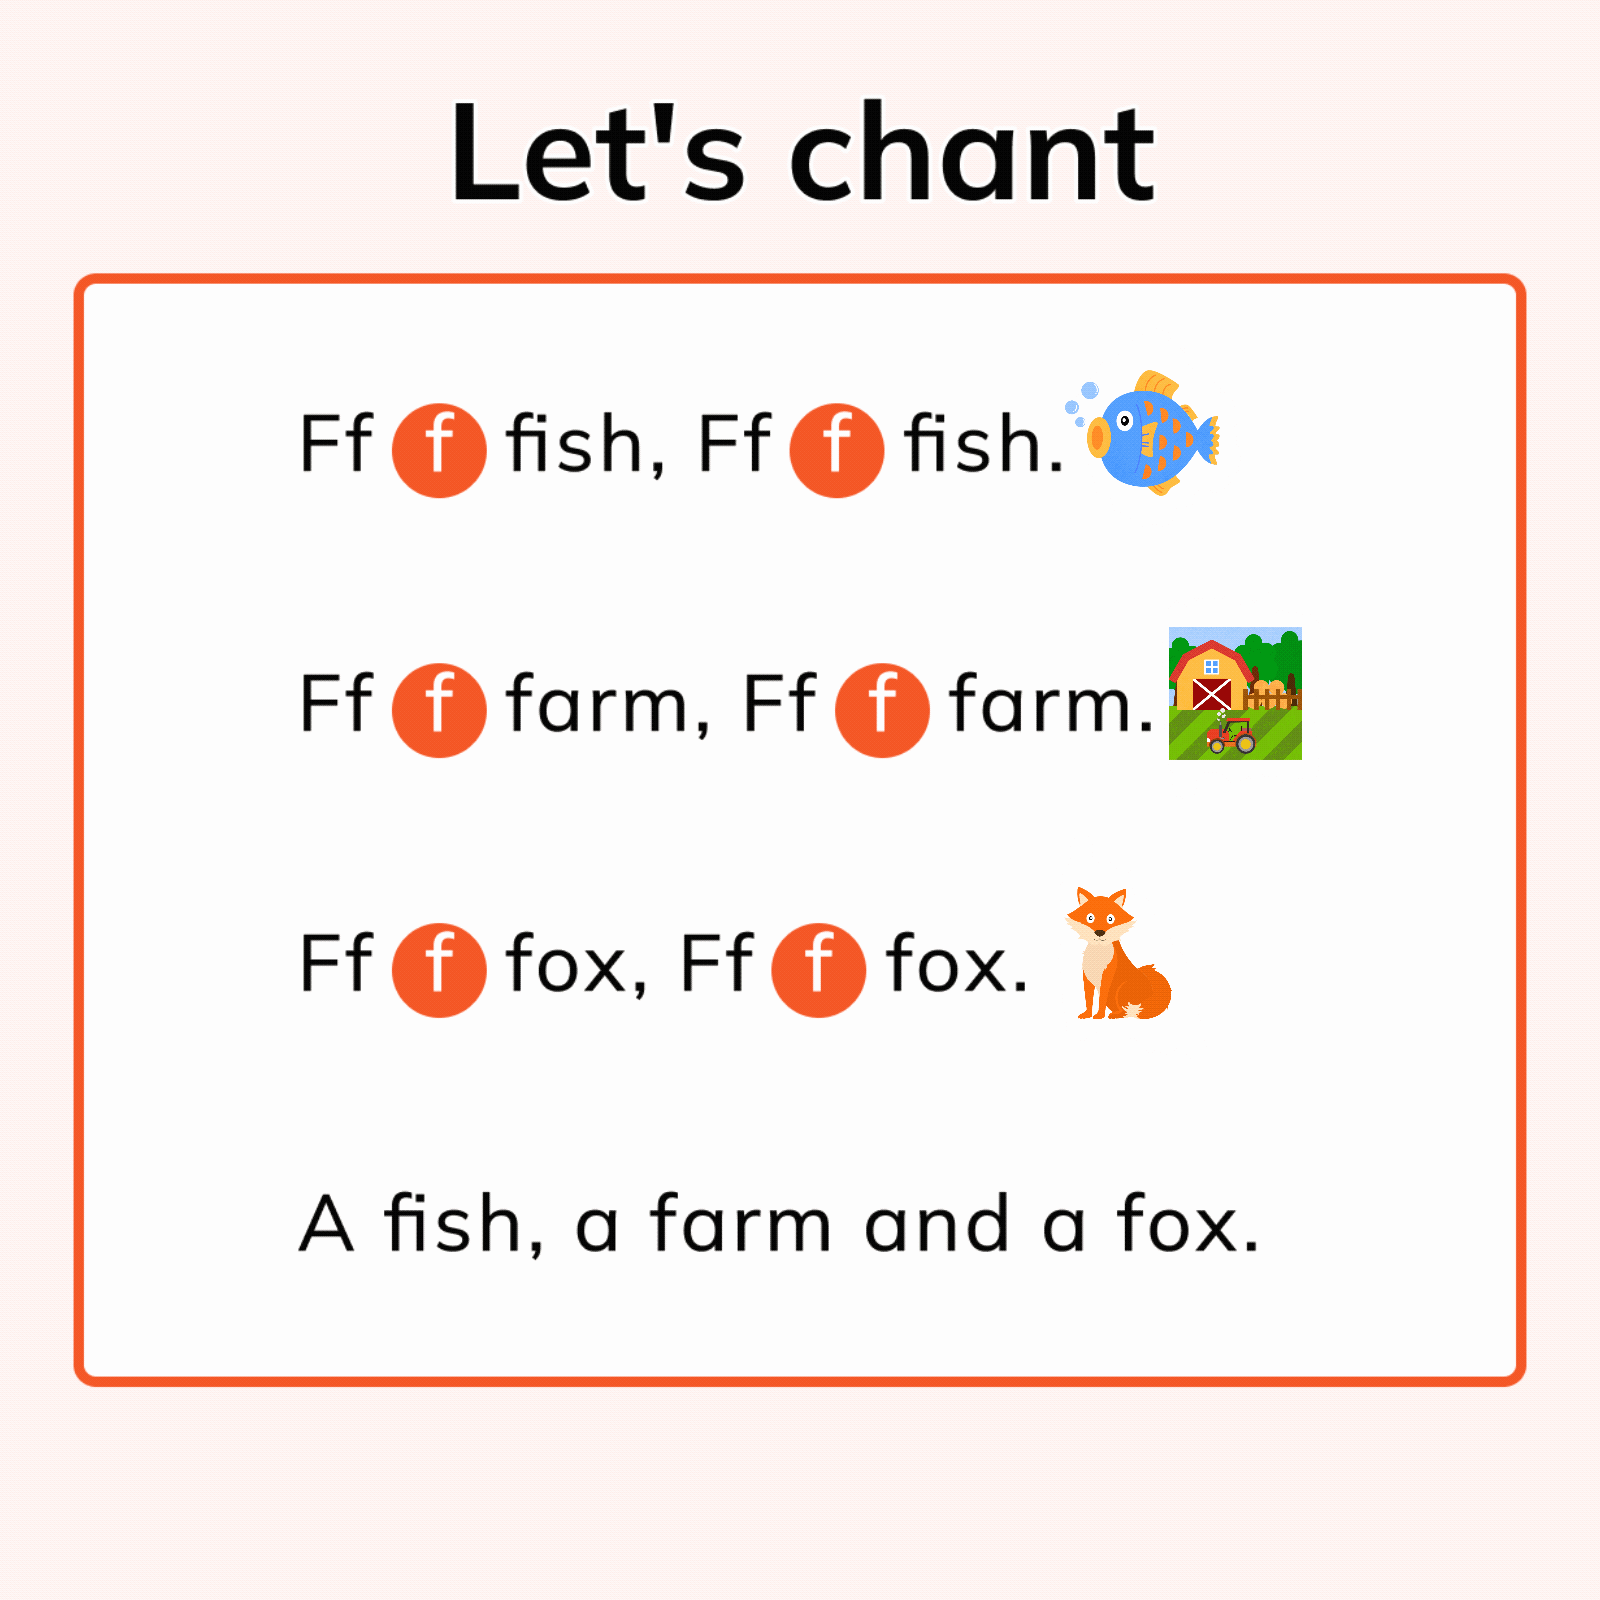 Let's chant
Ff f fish, Ff f fish.
Ff f farm, Ff f farm.
Ff f fox, Ff f fox.
A fish, a farm and a fox.